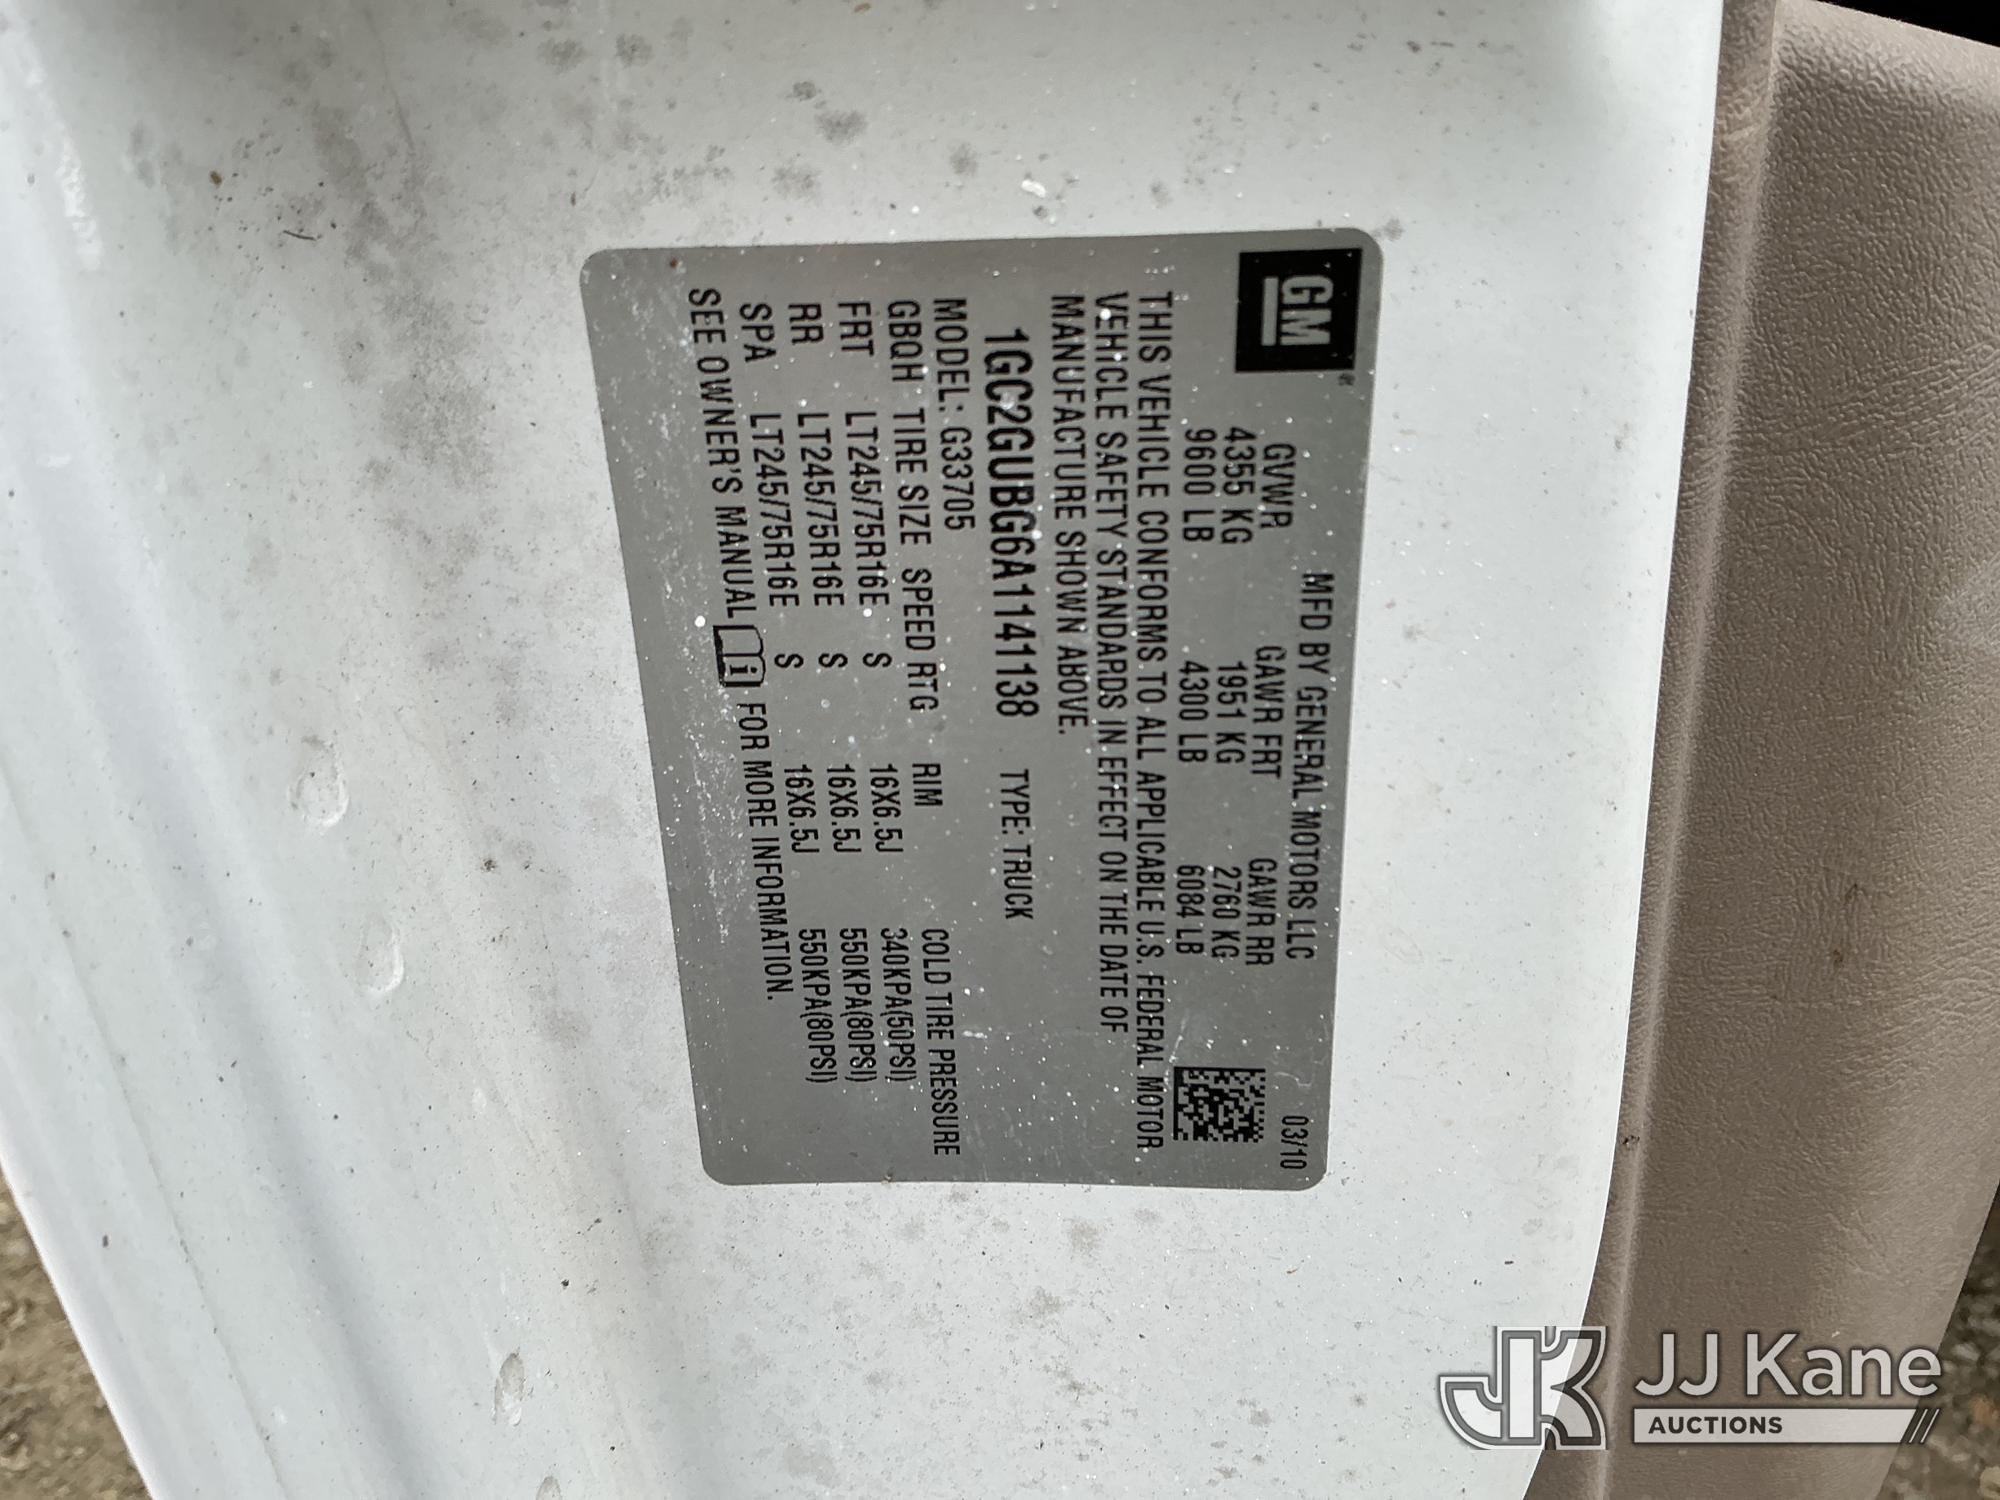 GM
MFD BY GENERAL MOTORS LLC 03/10
GVWR GAWR FRT GAWR RR
4355 KG 1951 KG 2760 KG
9600 LB 4300 LB 6084 LB
THIS VEHICLE CONFORMS TO ALL APPLICABLE U.S. FEDERAL MOTOR
VEHICLE SAFETY STANDARDS IN EFFECT ON THE DATE OF
MANUFACTURE SHOWN ABOVE.
1GC2GUBG6A1141138 TYPE: TRUCK
MODEL: G33705
GBQH TIRE SIZE SPEED RTG RIM COLD TIRE PRESSURE
FRT LT245/75R16E S 16X6.5J 340KPA(50PSI)
RR LT245/75R16E S 16X6.5J 550KPA(80PSI)
SPA LT245/75R16E S 16X6.5J 550KPA(80PSI)
SEE OWNER'S MANUAL i FOR MORE INFORMATION.
JK JJ Kane
AUCTIONS